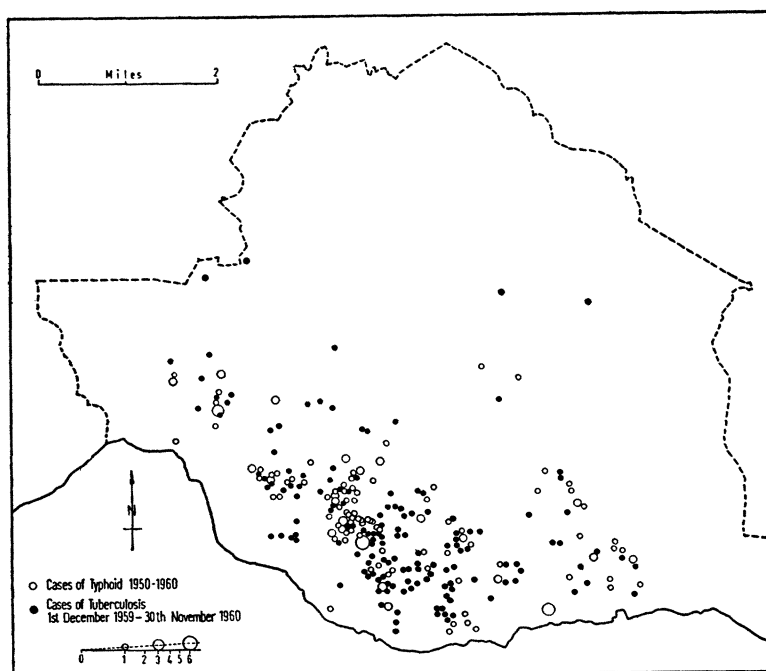 0 Miles 2
N
Cases of Typhoid 1950-1960
Cases of Tuberculosis
1st December 1959 - 30th November 1960
0 1 2 3 4 5 6